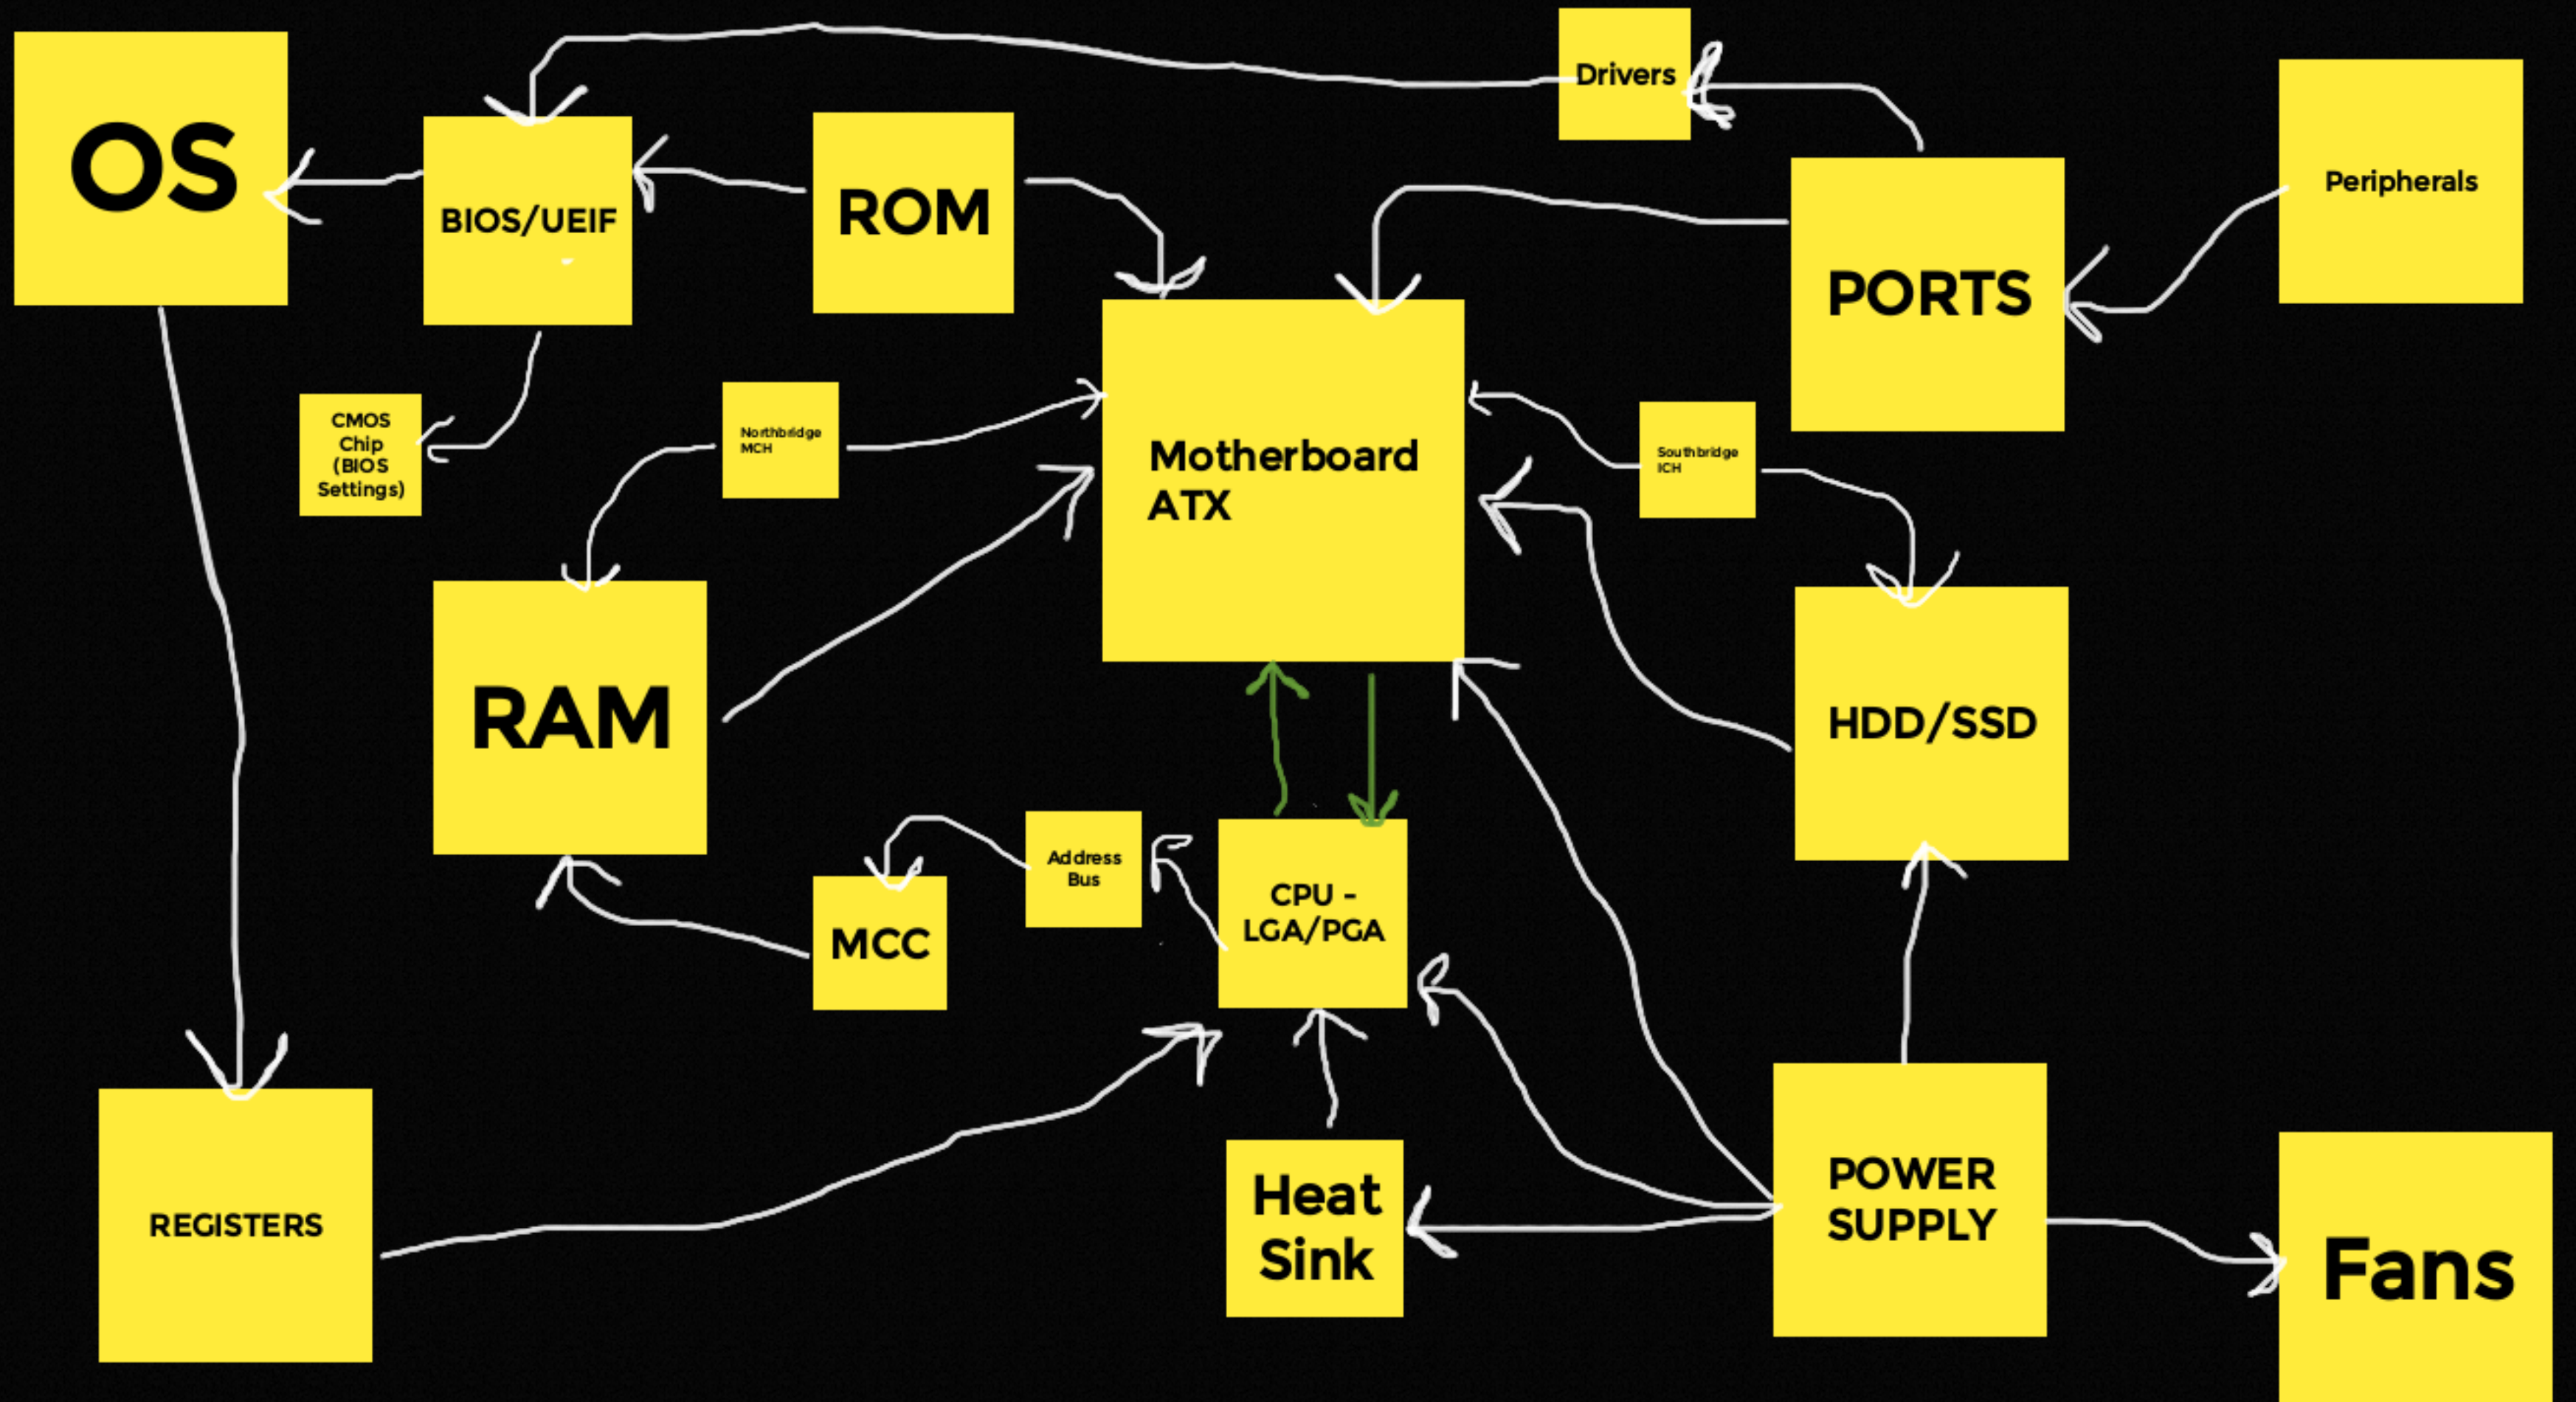 OS
BIOS/UEIF
ROM
Drivers
PORTS
Peripherals
CMOS
Chip
(BIOS
Settings)
Northbridge
MCH
Motherboard
ATX
Southbridge
ICH
RAM
HDD/SSD
MCC
Address
Bus
CPU -
LGA/PGA
REGISTERS
Heat
Sink
POWER
SUPPLY
Fans